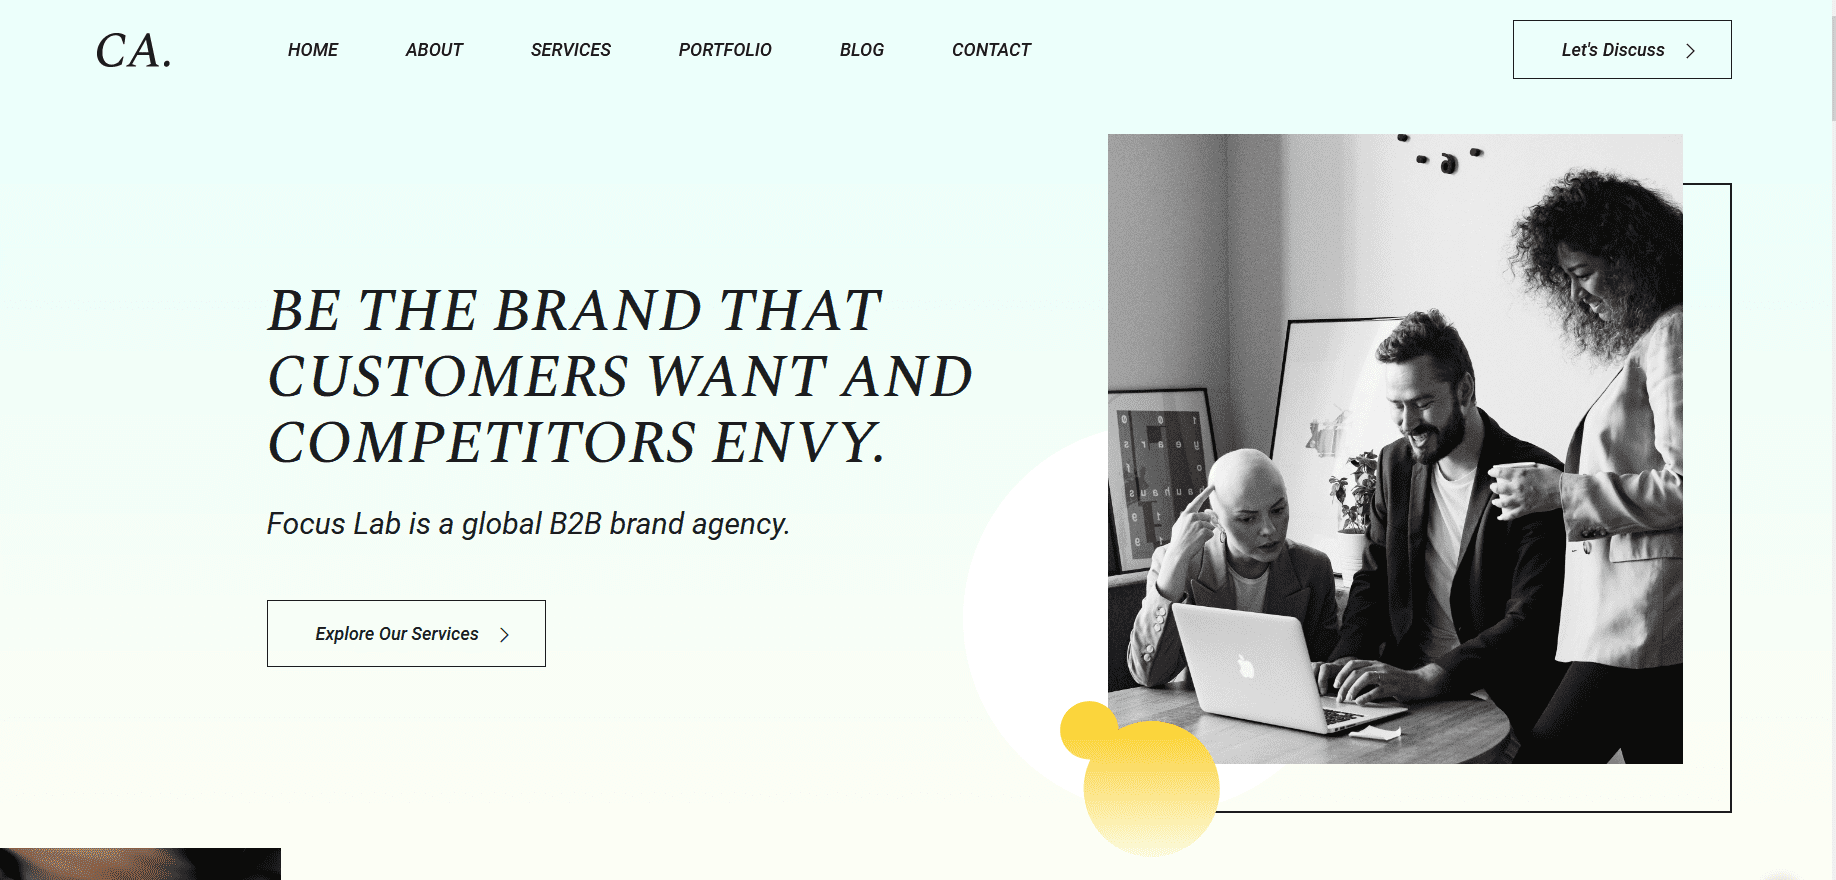 CA.
HOME ABOUT SERVICES PORTFOLIO BLOG CONTACT
Let's Discuss
BE THE BRAND THAT
CUSTOMERS WANT AND
COMPETITORS ENVY.
Focus Lab is a global B2B brand agency.
Explore Our Services